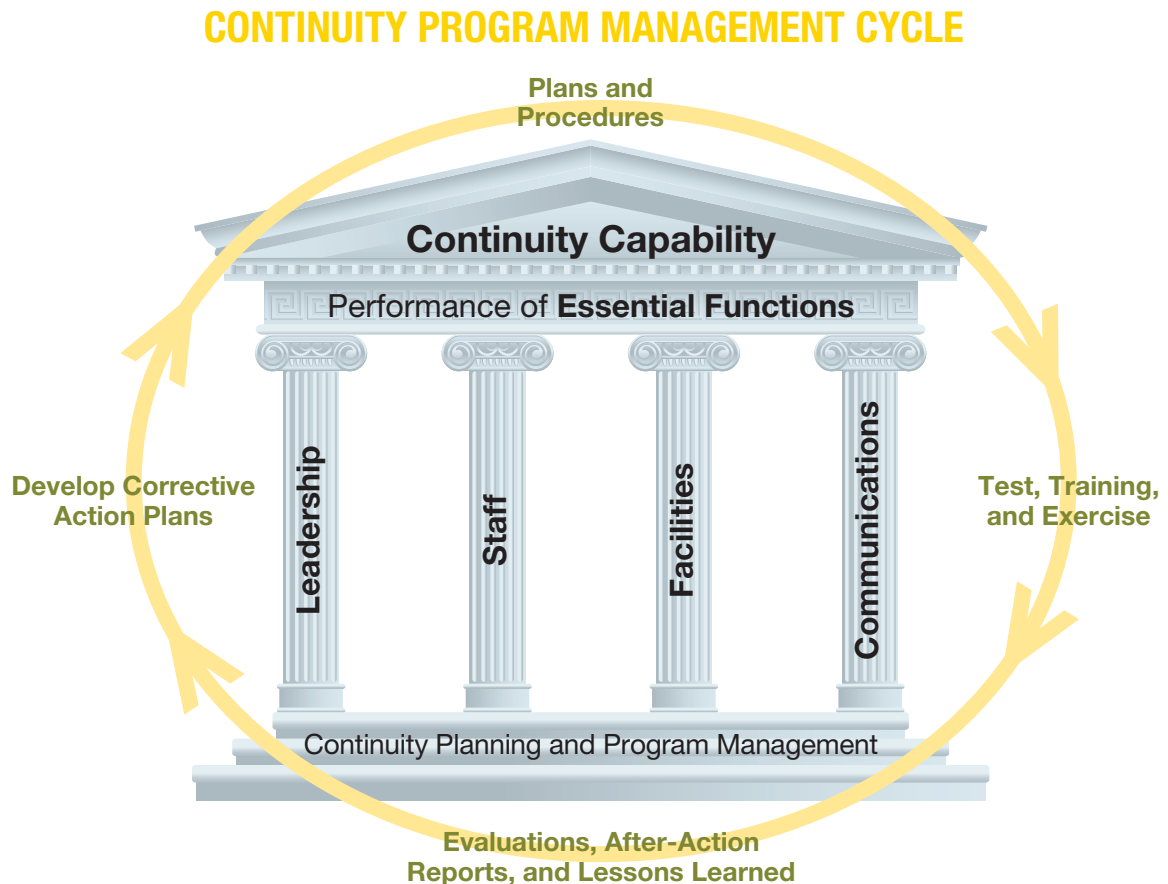 CONTINUITY PROGRAM MANAGEMENT CYCLE
Plans and
Procedures
Continuity Capability
Performance of Essential Functions
Develop Corrective
Action Plans
Leadership
Staff
Facilities
Communications
Test, Training,
and Exercise
Continuity Planning and Program Management
Evaluations, After-Action
Reports, and Lessons Learned